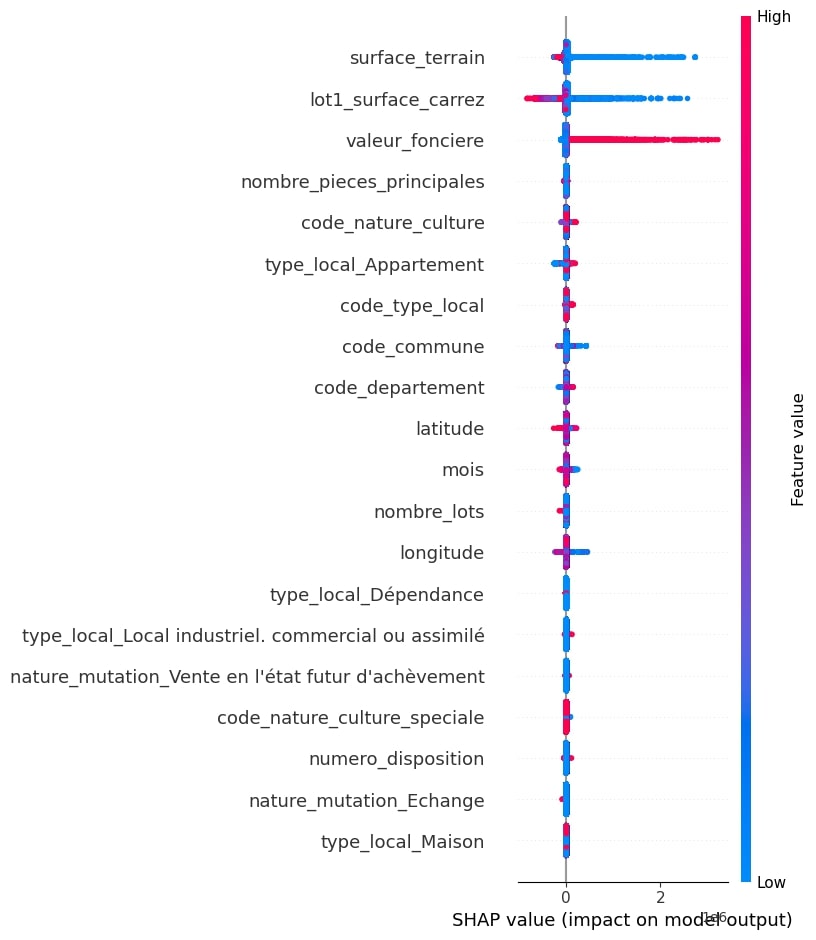 High
surface_terrain
lot1_surface_carrez
valeur_fonciere
nombre_pieces_principales
code_nature_culture
type_local_Appartement
code_type_local
code_commune
code_departement
latitude
mois
nombre_lots
longitude
type_local_Dépendance
type_local_Local industriel. commercial ou assimilé
nature_mutation_Vente en l'état futur d'achèvement
code_nature_culture_speciale
numero_disposition
nature_mutation_Echange
type_local_Maison
Feature value
Low
0 2
1e6
SHAP value (impact on model output)